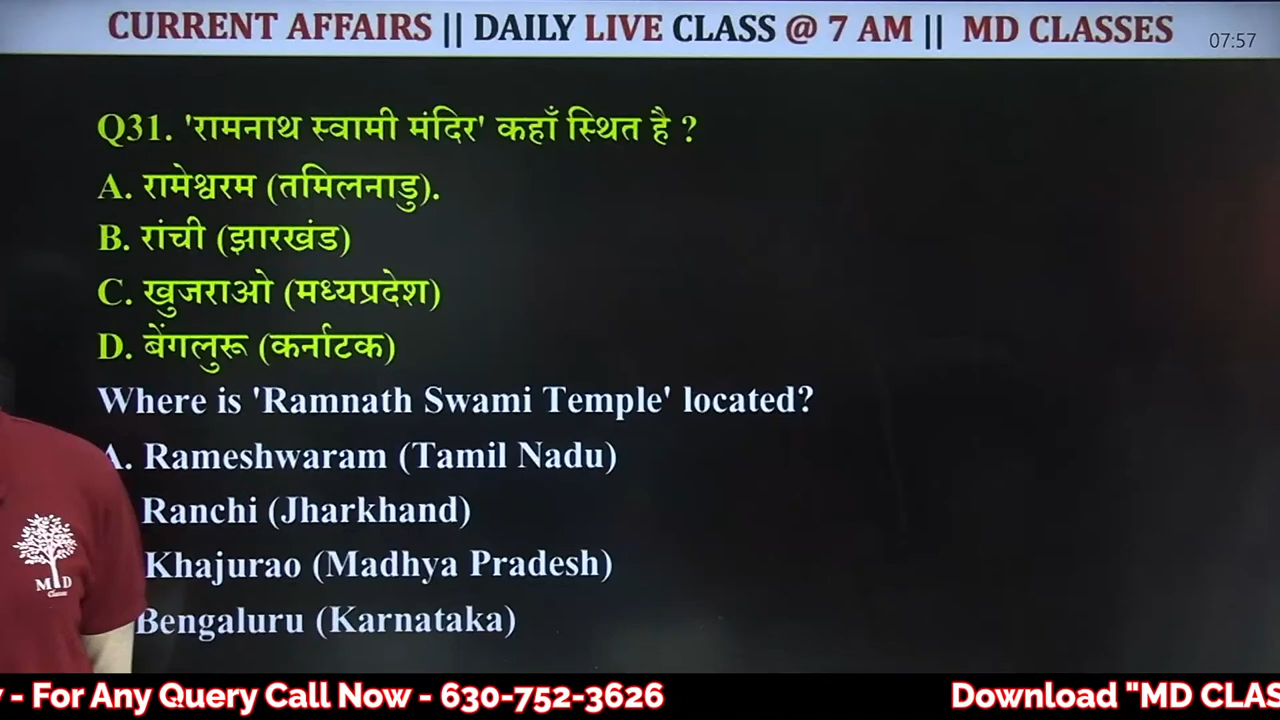 CURRENT AFFAIRS || DAILY LIVE CLASS @ 7 AM || MD CLASSES
07:57
Q31. 'रामनाथ स्वामी मंदिर' कहाँ स्थित है ?
A. रामेश्वरम (तमिलनाडु).
B. रांची (झारखंड)
C. खुजराओ (मध्यप्रदेश)
D. बेंगलुरू (कर्नाटक)
Where is 'Ramnath Swami Temple' located?
A. Rameshwaram (Tamil Nadu)
Ranchi (Jharkhand)
Khajurao (Madhya Pradesh)
Bengaluru (Karnataka)
MD
Classes
- For Any Query Call Now - 630-752-3626
Download "MD CLAS